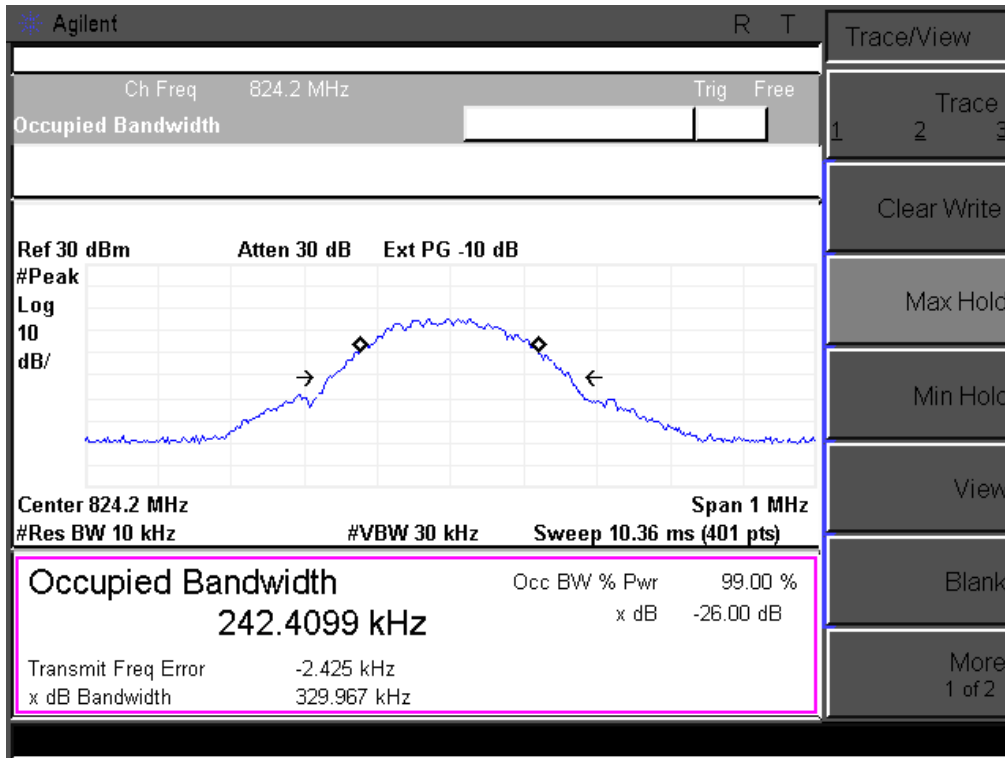 Agilent R T
Ch Freq 824.2 MHz Trig Free
Occupied Bandwidth
Ref 30 dBm Atten 30 dB Ext PG -10 dB
#Peak
Log
10
dB/
Center 824.2 MHz Span 1 MHz
#Res BW 10 kHz #VBW 30 kHz Sweep 10.36 ms (401 pts)
Occupied Bandwidth Occ BW % Pwr 99.00 %
242.4099 kHz x dB -26.00 dB
Transmit Freq Error -2.425 kHz
x dB Bandwidth 329.967 kHz
Trace/View
Trace
1 2 3
Clear Write
Max Hold
Min Hold
View
Blank
More
1 of 2